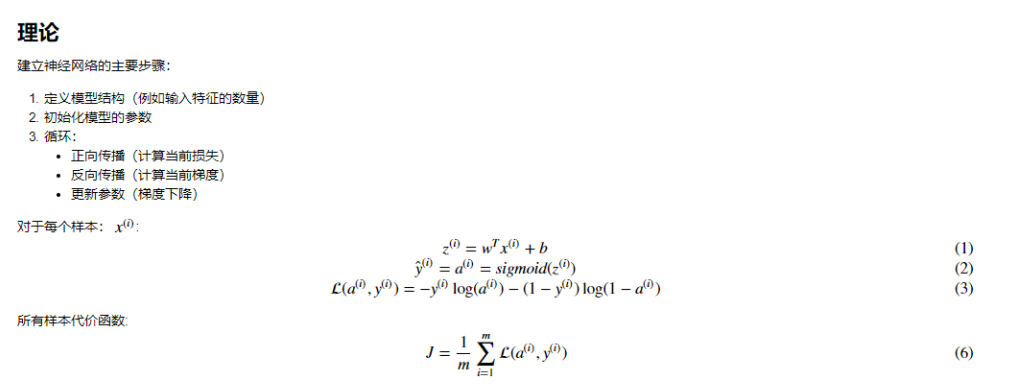 理论
建立神经网络的主要步骤：
1. 定义模型结构（例如输入特征的数量）
2. 初始化模型的参数
3. 循环：
• 正向传播（计算当前损失）
• 反向传播（计算当前梯度）
• 更新参数（梯度下降）
对于每个样本： x⁽ⁱ⁾:
z⁽ⁱ⁾ = wᵀx⁽ⁱ⁾ + b (1)
ŷ⁽ⁱ⁾ = a⁽ⁱ⁾ = sigmoid(z⁽ⁱ⁾) (2)
ℒ(a⁽ⁱ⁾, y⁽ⁱ⁾) = −y⁽ⁱ⁾ log(a⁽ⁱ⁾) − (1 − y⁽ⁱ⁾) log(1 − a⁽ⁱ⁾) (3)
所有样本代价函数:
J = 1/m ∑ᵢ₌₁ᵐ ℒ(a⁽ⁱ⁾, y⁽ⁱ⁾) (6)